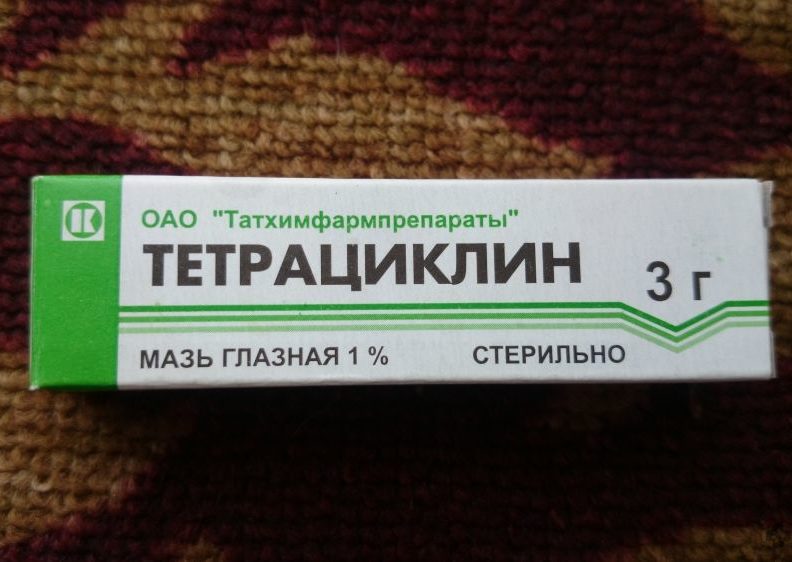 ОАО "Татхимфармпрепараты"
ТЕТРАЦИКЛИН
3 г
МАЗЬ ГЛАЗНАЯ 1 % СТЕРИЛЬНО